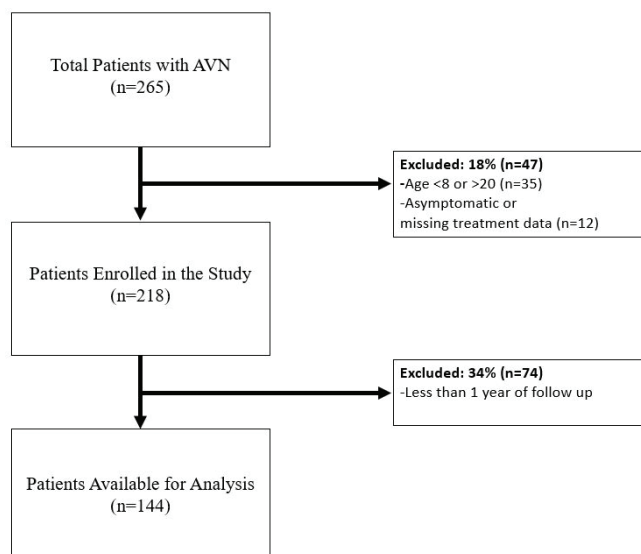 Total Patients with AVN
(n=265)
Excluded: 18% (n=47)
-Age <8 or >20 (n=35)
-Asymptomatic or
missing treatment data (n=12)
Patients Enrolled in the Study
(n=218)
Excluded: 34% (n=74)
-Less than 1 year of follow up
Patients Available for Analysis
(n=144)